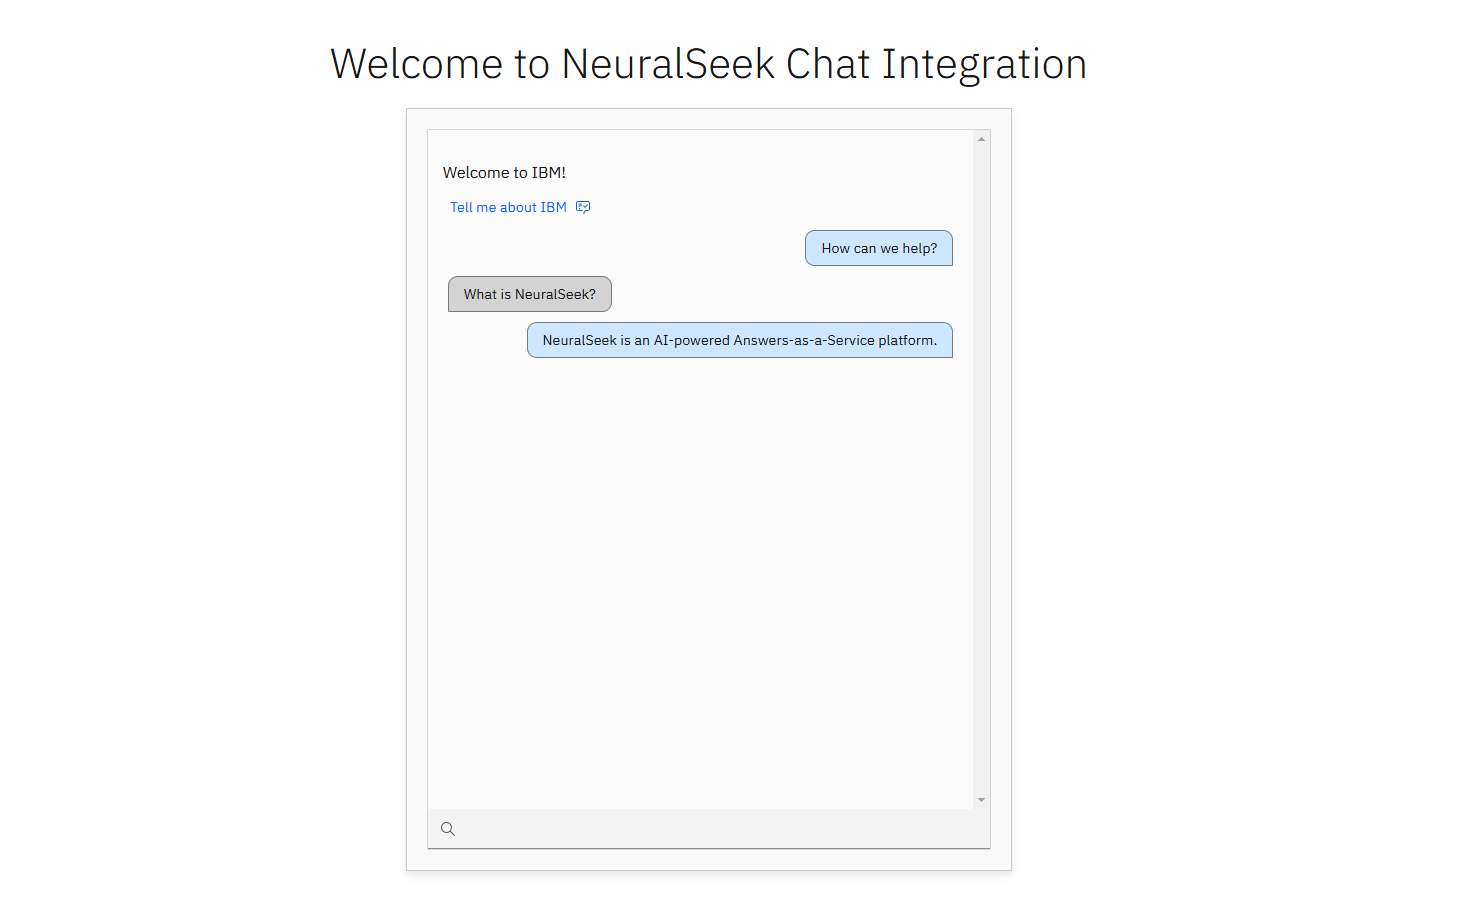 Welcome to NeuralSeek Chat Integration
Welcome to IBM!
Tell me about IBM
How can we help?
What is NeuralSeek?
NeuralSeek is an AI-powered Answers-as-a-Service platform.